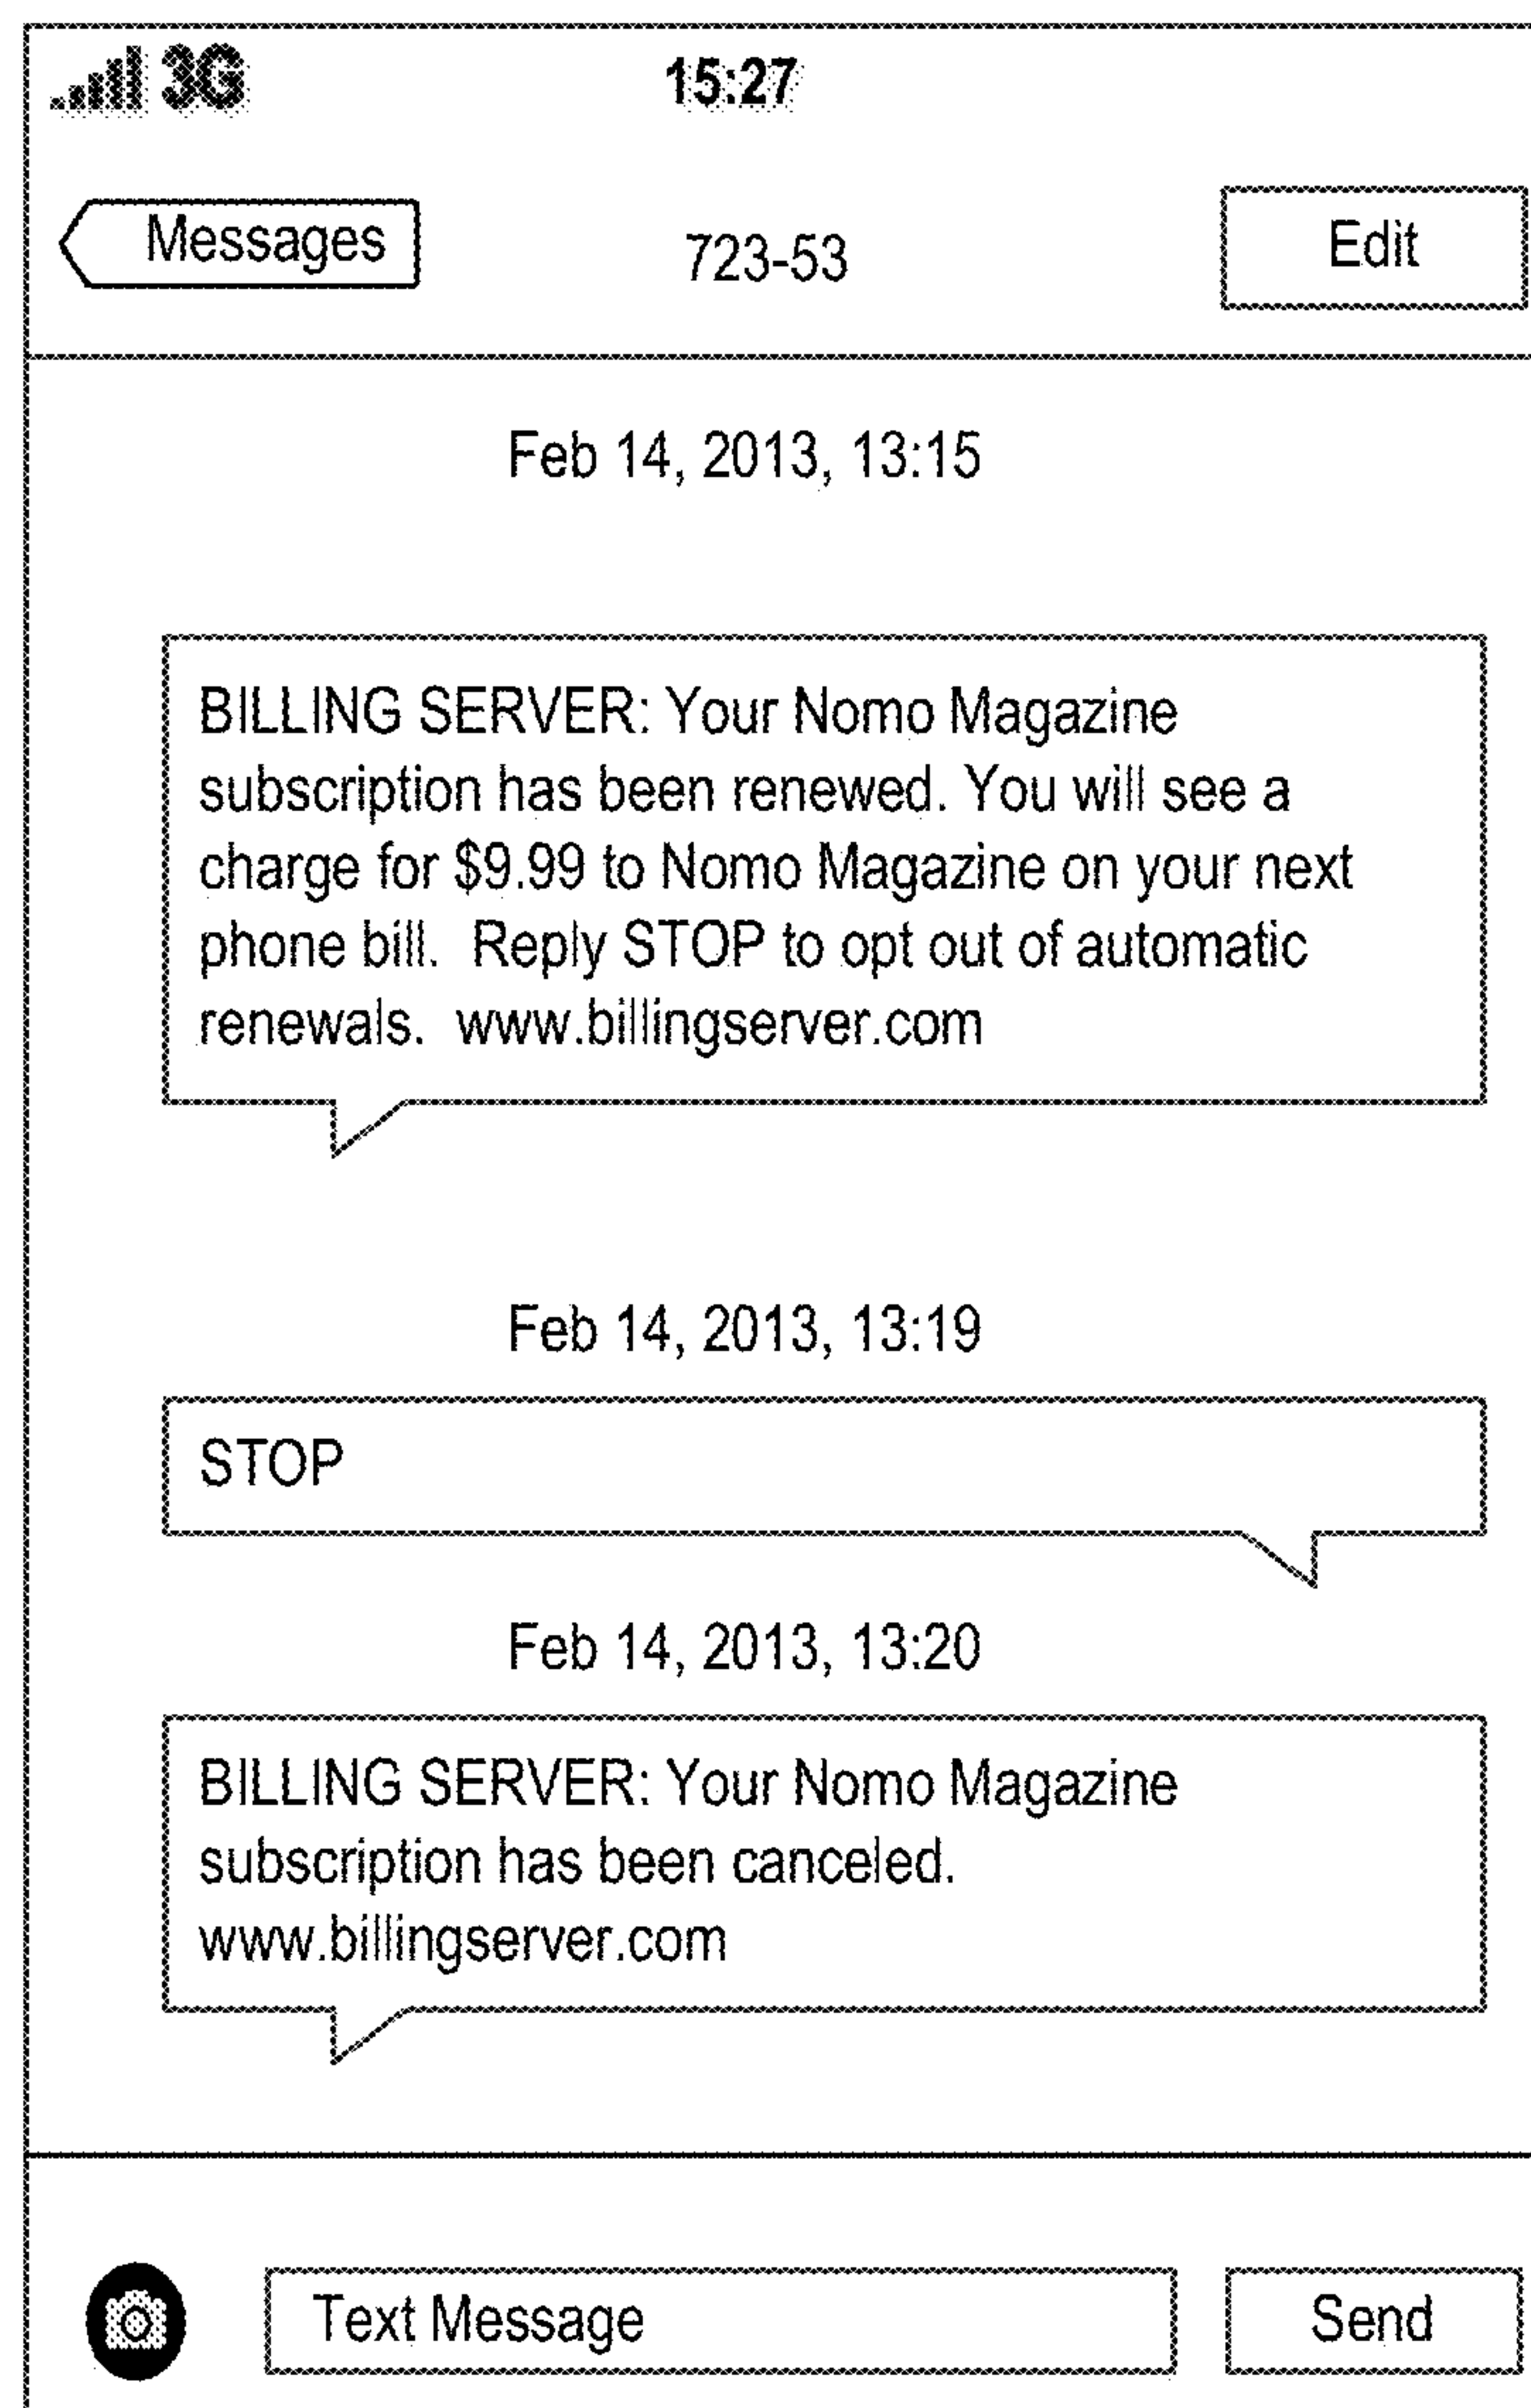 3G 15:27
Messages 723-53 Edit
Feb 14, 2013, 13:15
BILLING SERVER: Your Nomo Magazine
subscription has been renewed. You will see a
charge for $9.99 to Nomo Magazine on your next
phone bill. Reply STOP to opt out of automatic
renewals. www.billingserver.com
Feb 14, 2013, 13:19
STOP
Feb 14, 2013, 13:20
BILLING SERVER: Your Nomo Magazine
subscription has been canceled.
www.billingserver.com
Text Message Send